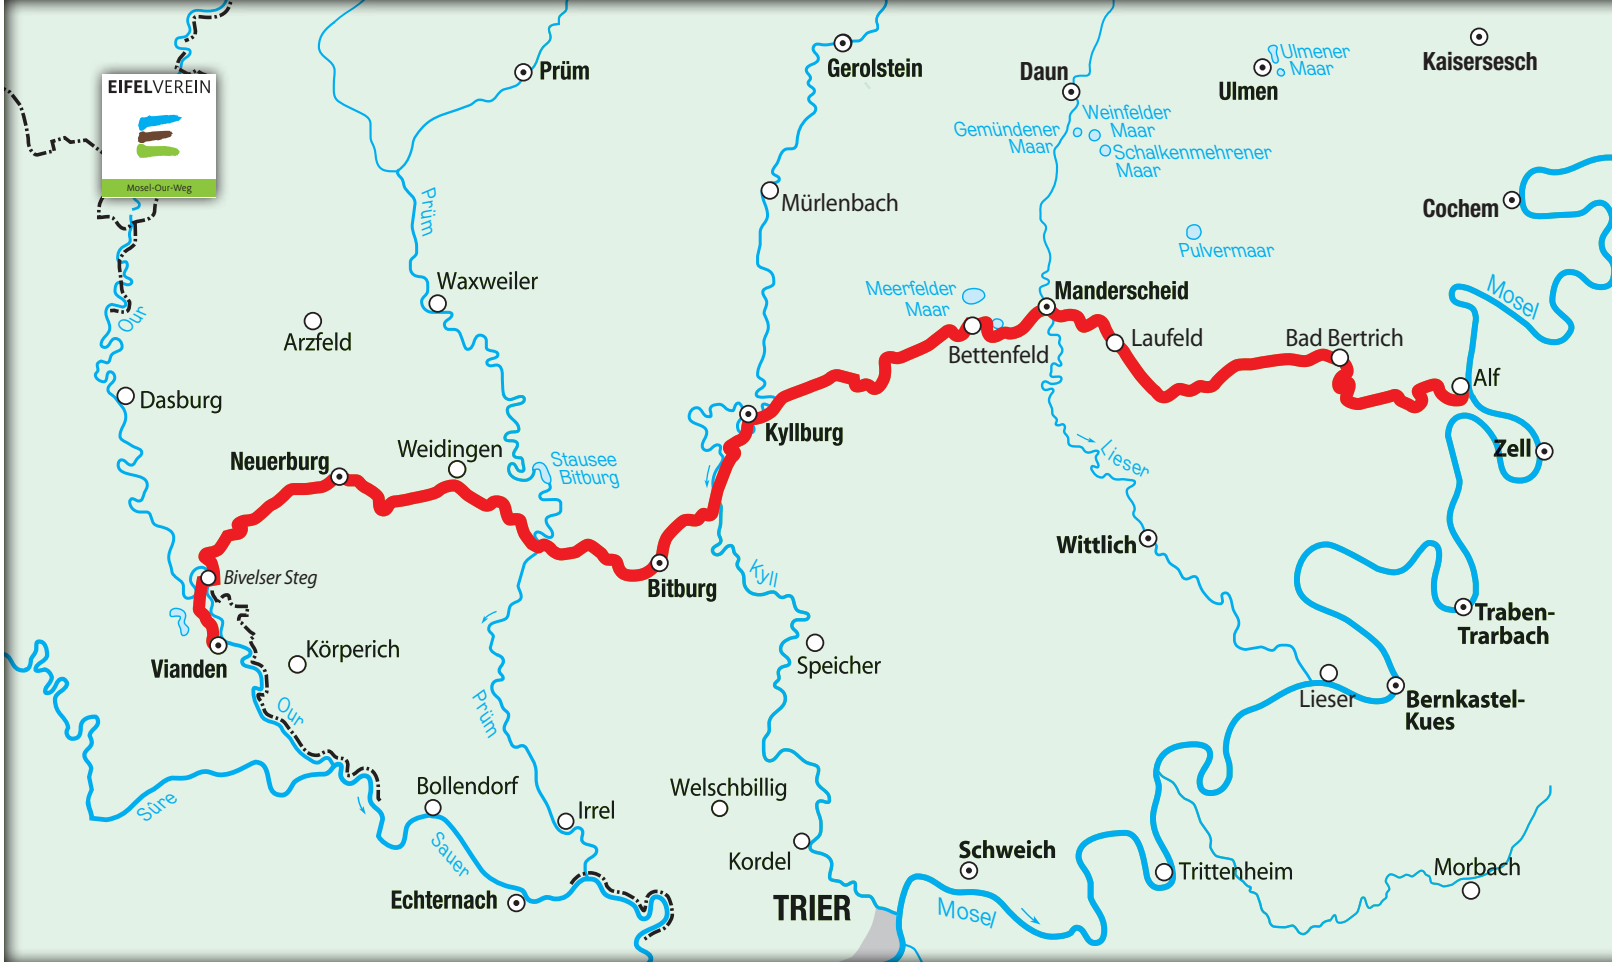 EIFELVEREIN
Mosel-Our-Weg
Prüm
Gerolstein
Daun
Ulmen
Ulmener
Maar
Kaisersesch
Weinfelder
Maar
Gemündener
Maar
Schalkenmehrener
Maar
Mürlenbach
Prüm
Cochem
Pulvermaar
Waxweiler
Our
Arzfeld
Meerfelder
Maar
Manderscheid
Mosel
Bettenfeld
Laufeld
Bad Bertrich
Alf
Dasburg
Kyllburg
Zell
Neuerburg
Weidingen
Stausee
Bitburg
Lieser
Wittlich
Bivelser Steg
Bitburg
Kyll
Traben-
Trarbach
Vianden
Körperich
Speicher
Our
Prüm
Lieser
Bernkastel-
Kues
Sûre
Bollendorf
Irrel
Welschbillig
Sauer
Kordel
Schweich
Trittenheim
Morbach
Echternach
TRIER
Mosel